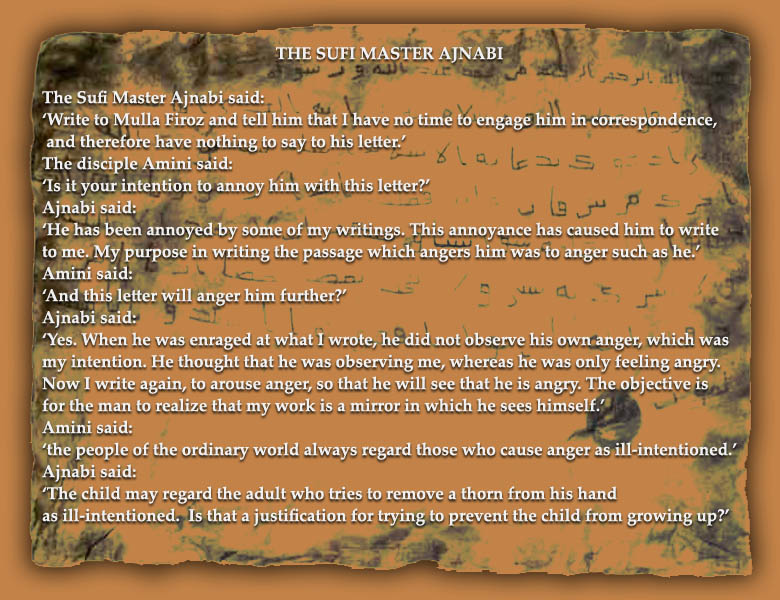 THE SUFI MASTER AJNABI
The Sufi Master Ajnabi said:
‘Write to Mulla Firoz and tell him that I have no time to engage him in correspondence,
and therefore have nothing to say to his letter.’
The disciple Amini said:
‘Is it your intention to annoy him with this letter?’
Ajnabi said:
‘He has been annoyed by some of my writings. This annoyance has caused him to write
to me. My purpose in writing the passage which angers him was to anger such as he.’
Amini said:
‘And this letter will anger him further?’
Ajnabi said:
‘Yes. When he was enraged at what I wrote, he did not observe his own anger, which was
my intention. He thought that he was observing me, whereas he was only feeling angry.
Now I write again, to arouse anger, so that he will see that he is angry. The objective is
for the man to realize that my work is a mirror in which he sees himself.’
Amini said:
‘the people of the ordinary world always regard those who cause anger as ill-intentioned.’
Ajnabi said:
‘The child may regard the adult who tries to remove a thorn from his hand
as ill-intentioned.  Is that a justification for trying to prevent the child from growing up?’